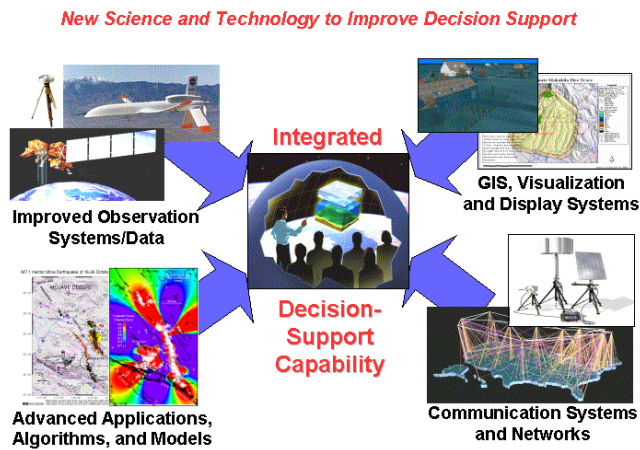 New Science and Technology to Improve Decision Support
Integrated
Improved Observation
Systems/Data
GIS, Visualization
and Display Systems
Decision-
Support
Capability
Advanced Applications,
Algorithms, and Models
Communication Systems
and Networks